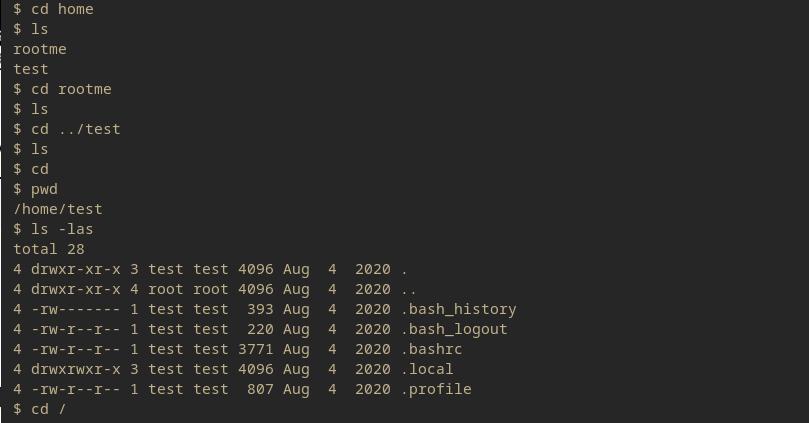 $ cd home
$ ls
rootme
test
$ cd rootme
$ ls
$ cd ../test
$ ls
$ cd
$ pwd
/home/test
$ ls -las
total 28
4 drwxr-xr-x 3 test test 4096 Aug  4  2020 .
4 drwxr-xr-x 4 root root 4096 Aug  4  2020 ..
4 -rw------- 1 test test  393 Aug  4  2020 .bash_history
4 -rw-r--r-- 1 test test  220 Aug  4  2020 .bash_logout
4 -rw-r--r-- 1 test test 3771 Aug  4  2020 .bashrc
4 drwxrwxr-x 3 test test 4096 Aug  4  2020 .local
4 -rw-r--r-- 1 test test  807 Aug  4  2020 .profile
$ cd /